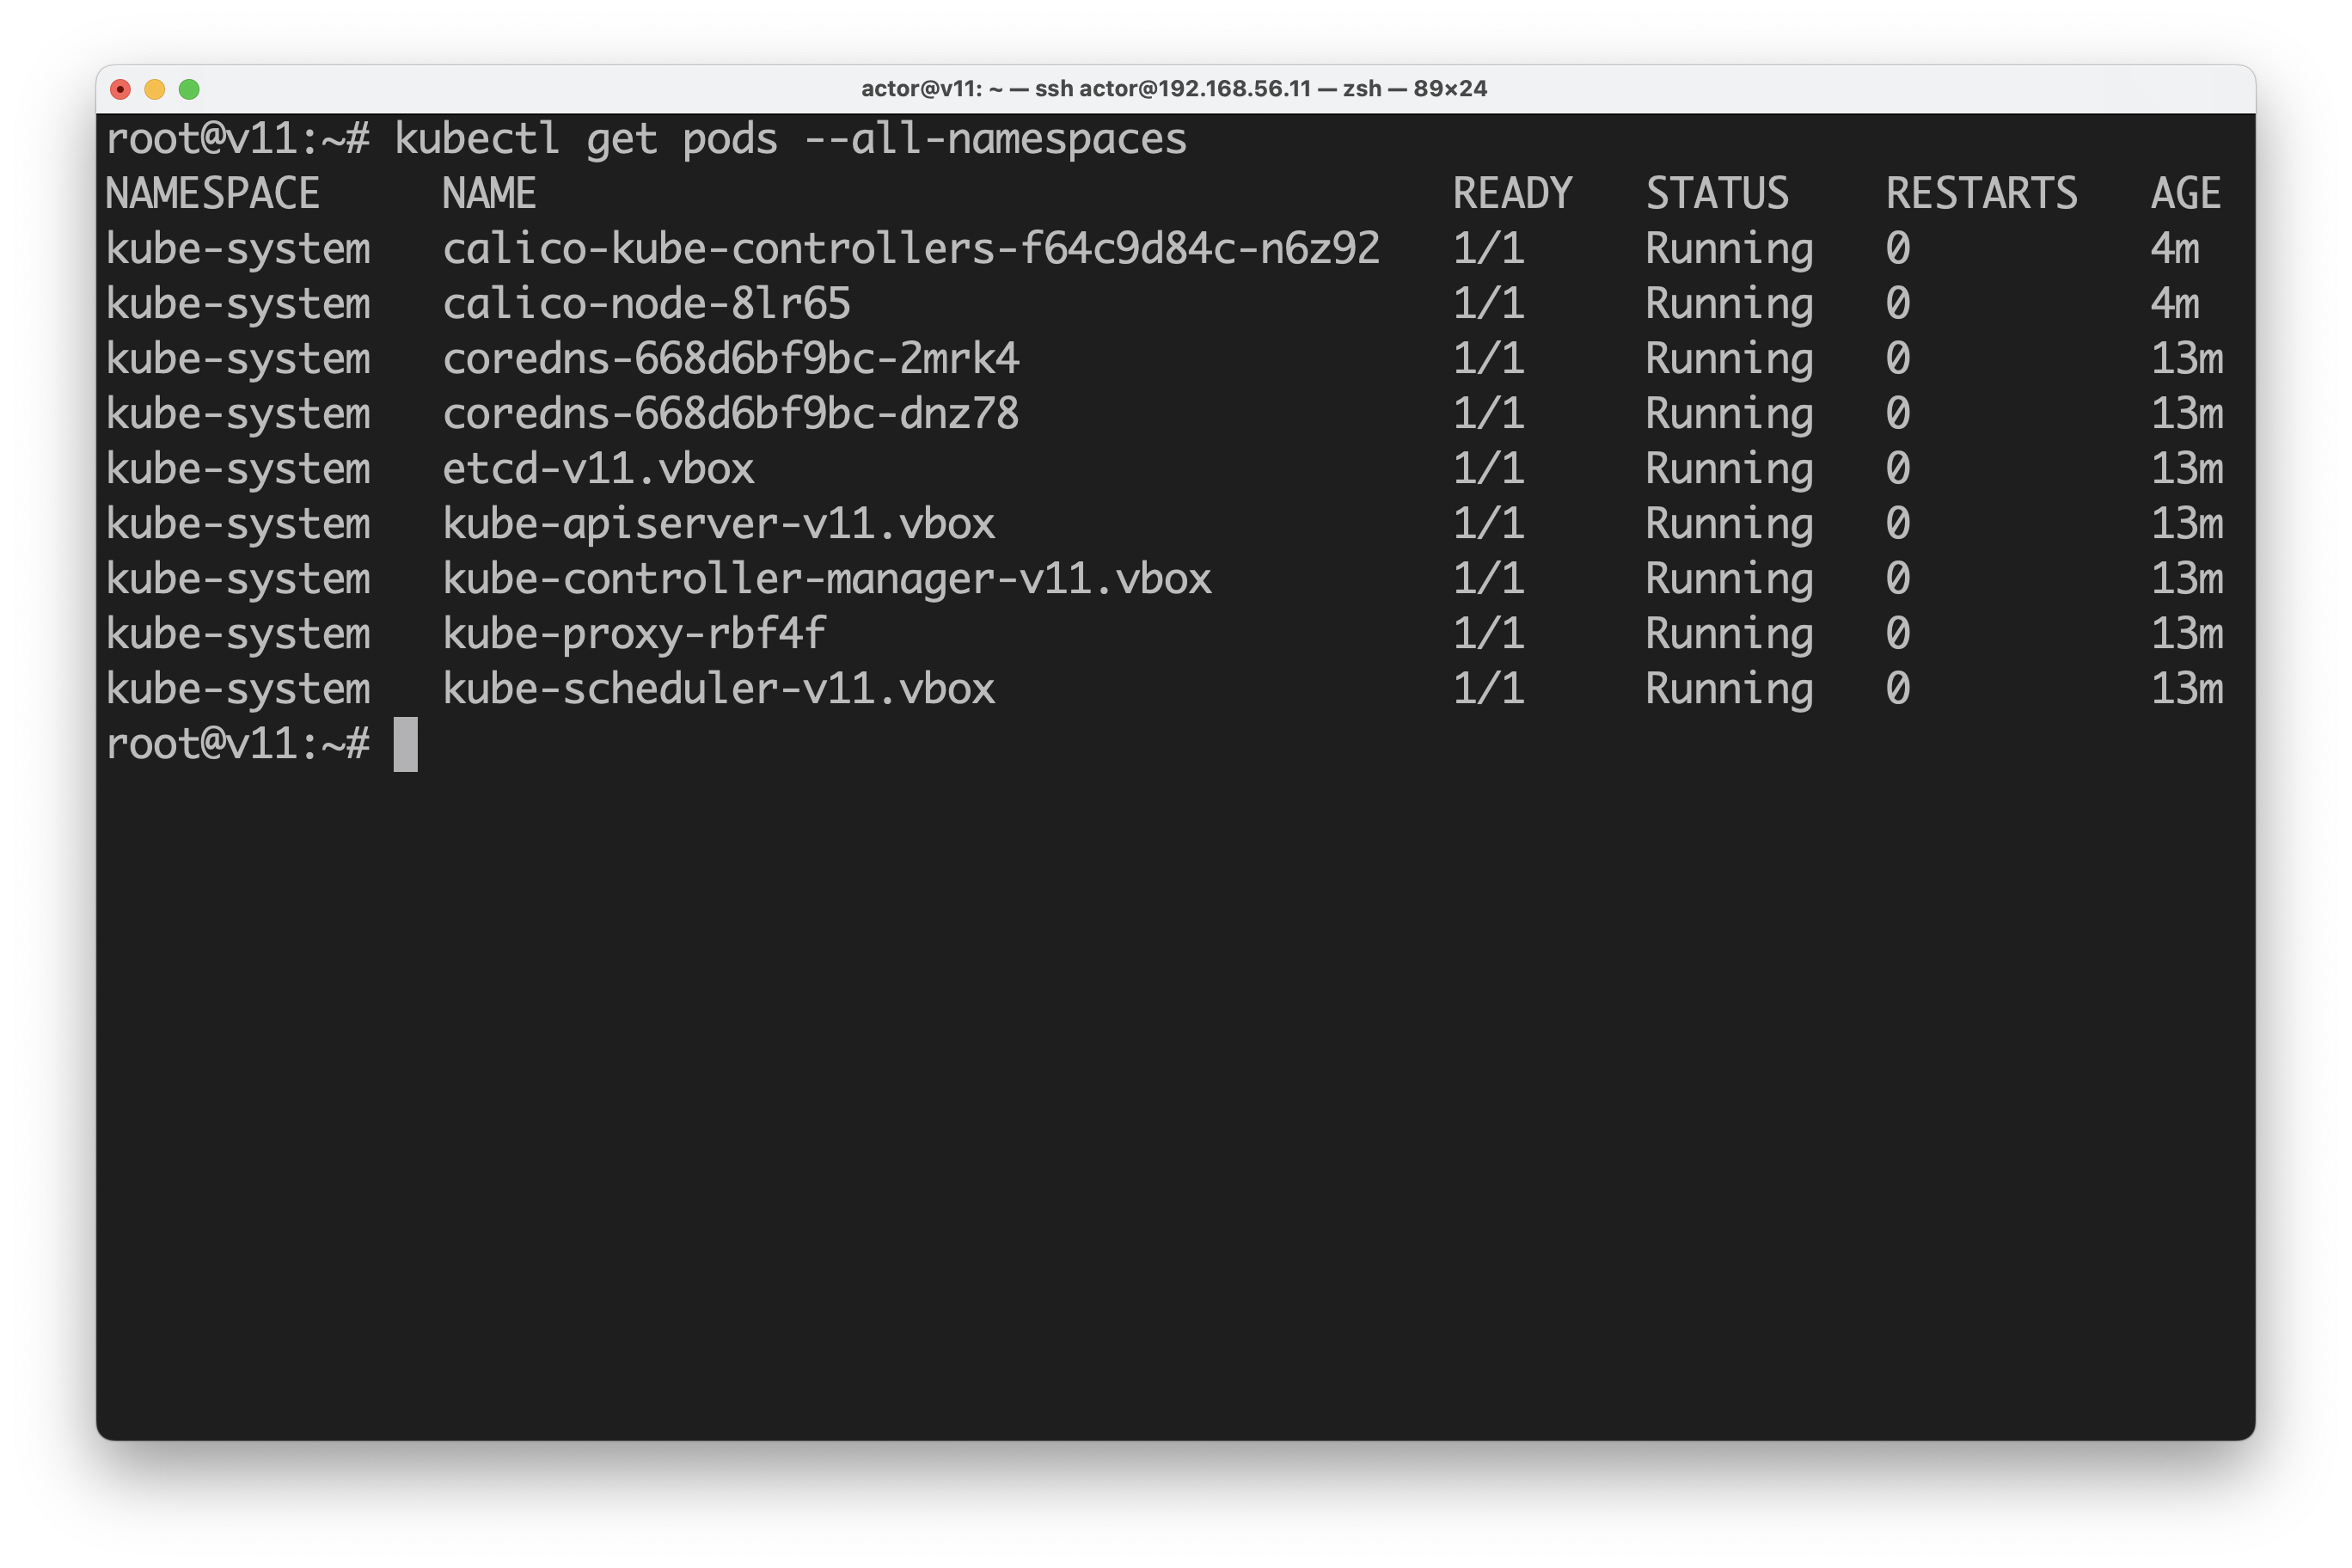 actor@v11: ~ — ssh actor@192.168.56.11 — zsh — 89×24
root@v11:~# kubectl get pods --all-namespaces
NAMESPACE     NAME                                      READY   STATUS    RESTARTS   AGE
kube-system   calico-kube-controllers-f64c9d84c-n6z92   1/1     Running   0          4m
kube-system   calico-node-8lr65                         1/1     Running   0          4m
kube-system   coredns-668d6bf9bc-2mrk4                  1/1     Running   0          13m
kube-system   coredns-668d6bf9bc-dnz78                  1/1     Running   0          13m
kube-system   etcd-v11.vbox                             1/1     Running   0          13m
kube-system   kube-apiserver-v11.vbox                   1/1     Running   0          13m
kube-system   kube-controller-manager-v11.vbox          1/1     Running   0          13m
kube-system   kube-proxy-rbf4f                          1/1     Running   0          13m
kube-system   kube-scheduler-v11.vbox                   1/1     Running   0          13m
root@v11:~#